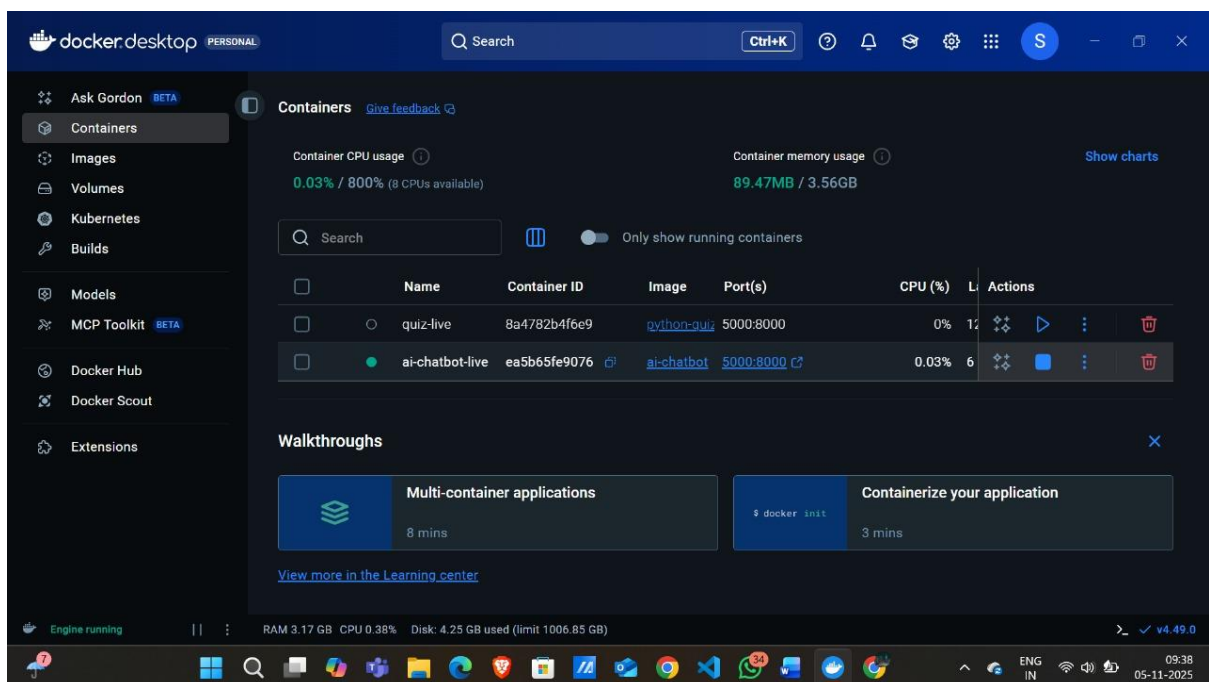 docker.desktop PERSONAL
Search
Ctrl+K
S
Ask Gordon BETA
Containers
Images
Volumes
Kubernetes
Builds
Models
MCP Toolkit BETA
Docker Hub
Docker Scout
Extensions
Containers Give feedback
Container CPU usage
0.03% / 800% (8 CPUs available)
Container memory usage
89.47MB / 3.56GB
Show charts
Search
Only show running containers
Name Container ID Image Port(s) CPU (%) Actions
quiz-live 8a4782b4f6e9 python-quiz 5000:8000 0% 12
ai-chatbot-live ea5b65fe9076 ai-chatbot 5000:8000 0.03% 6
Walkthroughs
Multi-container applications
8 mins
$ docker init
Containerize your application
3 mins
View more in the Learning center
Engine running
RAM 3.17 GB CPU 0.38% Disk: 4.25 GB used (limit 1006.85 GB)
v4.49.0
7
34
ENG
IN
09:38
05-11-2025